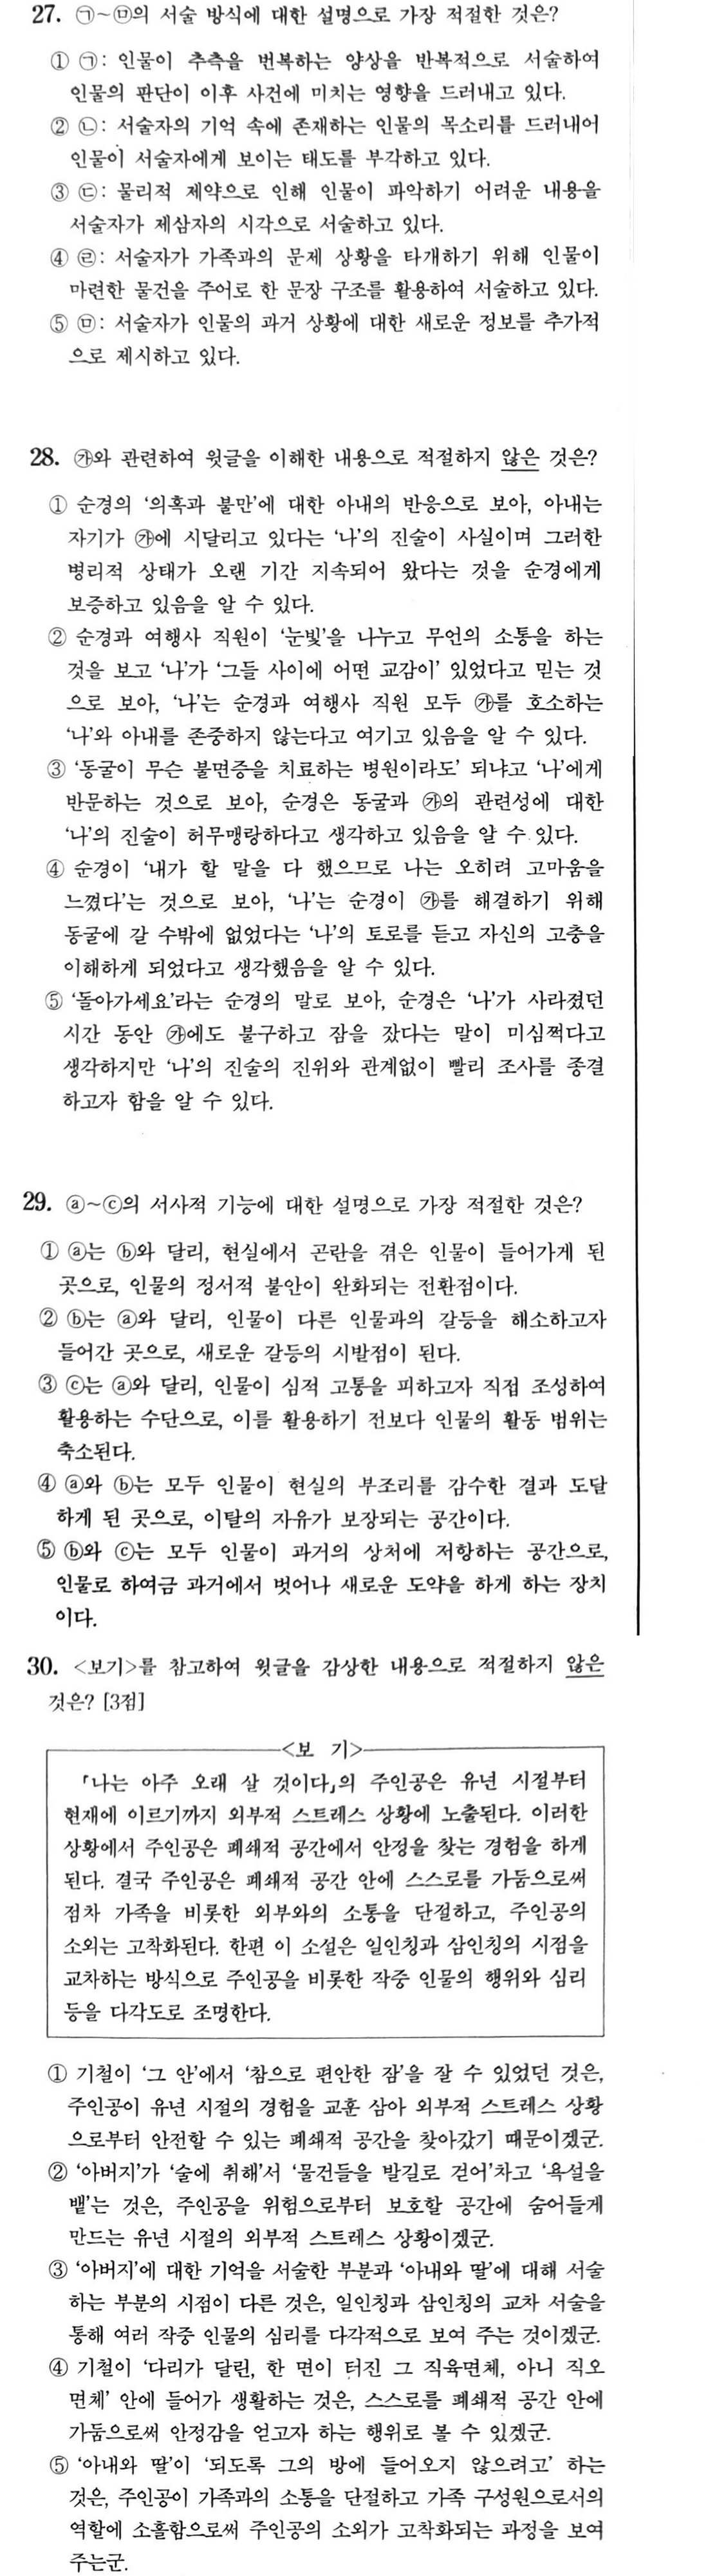 27. ㉠~㉤의 서술 방식에 대한 설명으로 가장 적절한 것은?
① ㉠: 인물이 추측을 번복하는 양상을 반복적으로 서술하여
인물의 판단이 이후 사건에 미치는 영향을 드러내고 있다.
② ㉡: 서술자의 기억 속에 존재하는 인물의 목소리를 드러내어
인물이 서술자에게 보이는 태도를 부각하고 있다.
③ ㉢: 물리적 제약으로 인해 인물이 파악하기 어려운 내용을
서술자가 제삼자의 시각으로 서술하고 있다.
④ ㉣: 서술자가 가족과의 문제 상황을 타개하기 위해 인물이
마련한 물건을 주어로 한 문장 구조를 활용하여 서술하고 있다.
⑤ ㉤: 서술자가 인물의 과거 상황에 대한 새로운 정보를 추가적
으로 제시하고 있다.
28. ㉮와 관련하여 윗글을 이해한 내용으로 적절하지 않은 것은?
① 순경의 ‘의혹과 불만’에 대한 아내의 반응으로 보아, 아내는
자기가 ㉮에 시달리고 있다는 ‘나’의 진술이 사실이며 그러한
병리적 상태가 오랜 기간 지속되어 왔다는 것을 순경에게
보증하고 있음을 알 수 있다.
② 순경과 여행사 직원이 ‘눈빛’을 나누고 무언의 소통을 하는
것을 보고 ‘나’가 ‘그들 사이에 어떤 교감이’ 있었다고 믿는 것
으로 보아, ‘나’는 순경과 여행사 직원 모두 ㉮를 호소하는
‘나’와 아내를 존중하지 않는다고 여기고 있음을 알 수 있다.
③ ‘동굴이 무슨 불면증을 치료하는 병원이라도’ 되냐고 ‘나’에게
반문하는 것으로 보아, 순경은 동굴과 ㉮의 관련성에 대한
‘나’의 진술이 허무맹랑하다고 생각하고 있음을 알 수 있다.
④ 순경이 ‘내가 할 말을 다 했으므로 나는 오히려 고마움을
느꼈다’는 것으로 보아, ‘나’는 순경이 ㉮를 해결하기 위해
동굴에 갈 수밖에 없었다는 ‘나’의 토로를 듣고 자신의 고충을
이해하게 되었다고 생각했음을 알 수 있다.
⑤ ‘돌아가세요’라는 순경의 말로 보아, 순경은 ‘나’가 사라졌던
시간 동안 ㉮에도 불구하고 잠을 잤다는 말이 미심쩍다고
생각하지만 ‘나’의 진술의 진위와 관계없이 빨리 조사를 종결
하고자 함을 알 수 있다.
29. ⓐ~ⓒ의 서사적 기능에 대한 설명으로 가장 적절한 것은?
① ⓐ는 ⓑ와 달리, 현실에서 곤란을 겪은 인물이 들어가게 된
곳으로, 인물의 정서적 불안이 완화되는 전환점이다.
② ⓑ는 ⓐ와 달리, 인물이 다른 인물과의 갈등을 해소하고자
들어간 곳으로, 새로운 갈등의 시발점이 된다.
③ ⓒ는 ⓐ와 달리, 인물이 심적 고통을 피하고자 직접 조성하여
활용하는 수단으로, 이를 활용하기 전보다 인물의 활동 범위는
축소된다.
④ ⓐ와 ⓑ는 모두 인물이 현실의 부조리를 감수한 결과 도달
하게 된 곳으로, 이탈의 자유가 보장되는 공간이다.
⑤ ⓑ와 ⓒ는 모두 인물이 과거의 상처에 저항하는 공간으로,
인물로 하여금 과거에서 벗어나 새로운 도약을 하게 하는 장치
이다.
30. <보기>를 참고하여 윗글을 감상한 내용으로 적절하지 않은
것은? [3점]
<보 기>
「나는 아주 오래 살 것이다」의 주인공은 유년 시절부터
현재에 이르기까지 외부적 스트레스 상황에 노출된다. 이러한
상황에서 주인공은 폐쇄적 공간에서 안정을 찾는 경험을 하게
된다. 결국 주인공은 폐쇄적 공간 안에 스스로를 가둠으로써
점차 가족을 비롯한 외부와의 소통을 단절하고, 주인공의
소외는 고착화된다. 한편 이 소설은 일인칭과 삼인칭의 시점을
교차하는 방식으로 주인공을 비롯한 작중 인물의 행위와 심리
등을 다각도로 조명한다.
① 기철이 ‘그 안’에서 ‘참으로 편안한 잠’을 잘 수 있었던 것은,
주인공이 유년 시절의 경험을 교훈 삼아 외부적 스트레스 상황
으로부터 안전할 수 있는 폐쇄적 공간을 찾아갔기 때문이겠군.
② ‘아버지’가 ‘술에 취해’서 ‘물건들을 발길로 걷어’차고 ‘욕설을
뱉’는 것은, 주인공을 위험으로부터 보호할 공간에 숨어들게
만드는 유년 시절의 외부적 스트레스 상황이겠군.
③ ‘아버지’에 대한 기억을 서술한 부분과 ‘아내와 딸’에 대해 서술
하는 부분의 시점이 다른 것은, 일인칭과 삼인칭의 교차 서술을
통해 여러 작중 인물의 심리를 다각적으로 보여 주는 것이겠군.
④ 기철이 ‘다리가 달린, 한 면이 터진 그 직육면체, 아니 직오
면체’ 안에 들어가 생활하는 것은, 스스로를 폐쇄적 공간 안에
가둠으로써 안정감을 얻고자 하는 행위로 볼 수 있겠군.
⑤ ‘아내와 딸’이 ‘되도록 그의 방에 들어오지 않으려고’ 하는
것은, 주인공이 가족과의 소통을 단절하고 가족 구성원으로서의
역할에 소홀함으로써 주인공의 소외가 고착화되는 과정을 보여
주는군.